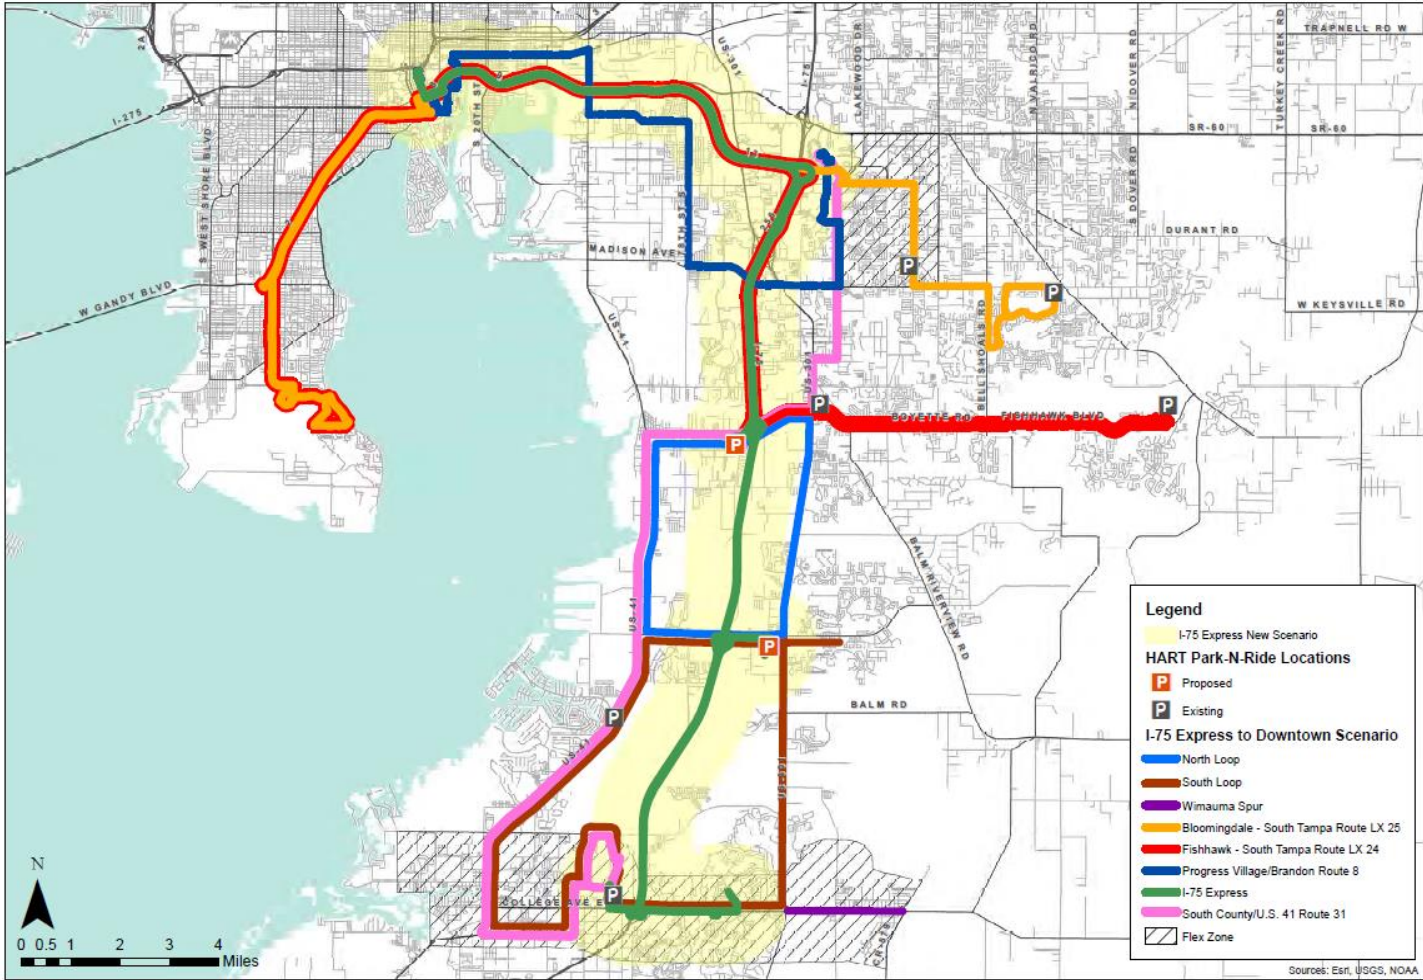 TRAPNELL RD W
2A
US-301
I-75
LAKEWOOD DR
N VALRICO RD
N DOVER RD
TURKEY CREEK RD
I-275
S 20TH ST
SR-60
SR-60
S WEST SHORE BLVD
78TH ST S
S DOVER RD
MADISON AVE
DURANT RD
W GANDY BLVD
P
P
W KEYSVILLE RD
US-41
I-75
US-301
BELL SHOALS RD
P
P
BOYETTE RD
FISHHAWK BLVD
P
BALM RIVERVIEW RD
US-41
P
P
BALM RD
US-41
US-301
P
COLLEGE AVE E
CR-579
Legend
I-75 Express New Scenario
HART Park-N-Ride Locations
P Proposed
P Existing
I-75 Express to Downtown Scenario
North Loop
South Loop
Wimauma Spur
Bloomingdale - South Tampa Route LX 25
Fishhawk - South Tampa Route LX 24
Progress Village/Brandon Route 8
I-75 Express
South County/U.S. 41 Route 31
Flex Zone
N
0 0.5 1 2 3 4
Miles
Sources: Esri, USGS, NOAA